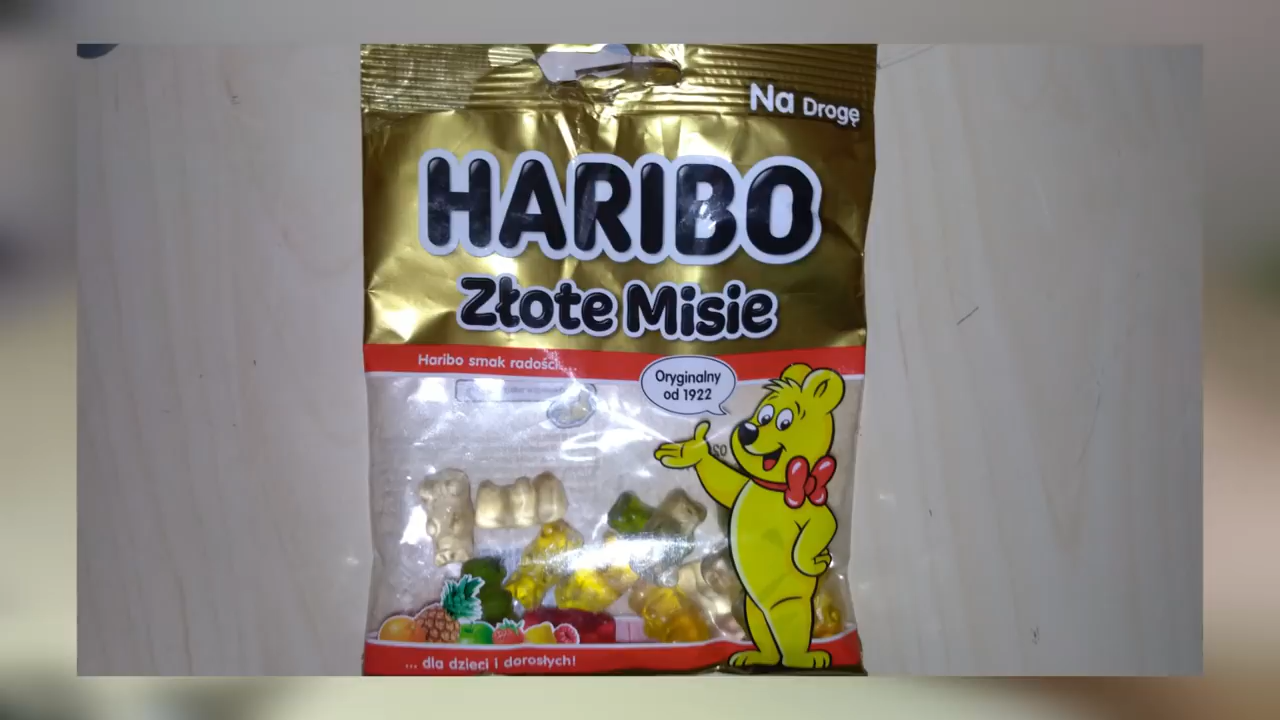 Na Drogę
HARIBO
Złote Misie
Haribo smak radości...
Oryginalny
od 1922
... dla dzieci i dorosłych!